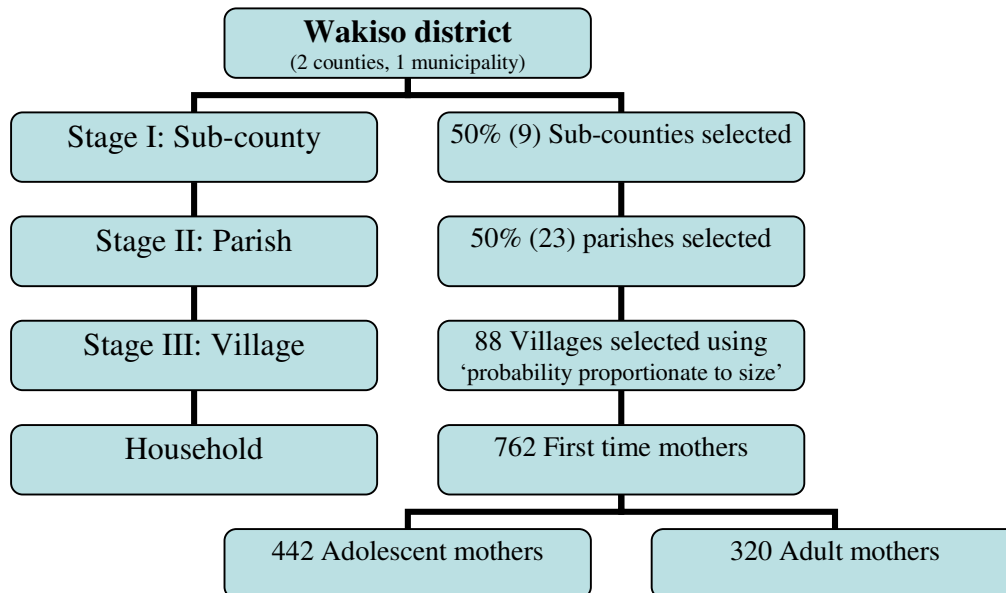 Wakiso district
(2 counties, 1 municipality)
Stage I: Sub-county
50% (9) Sub-counties selected
Stage II: Parish
50% (23) parishes selected
Stage III: Village
88 Villages selected using
‘probability proportionate to size’
Household
762 First time mothers
442 Adolescent mothers
320 Adult mothers